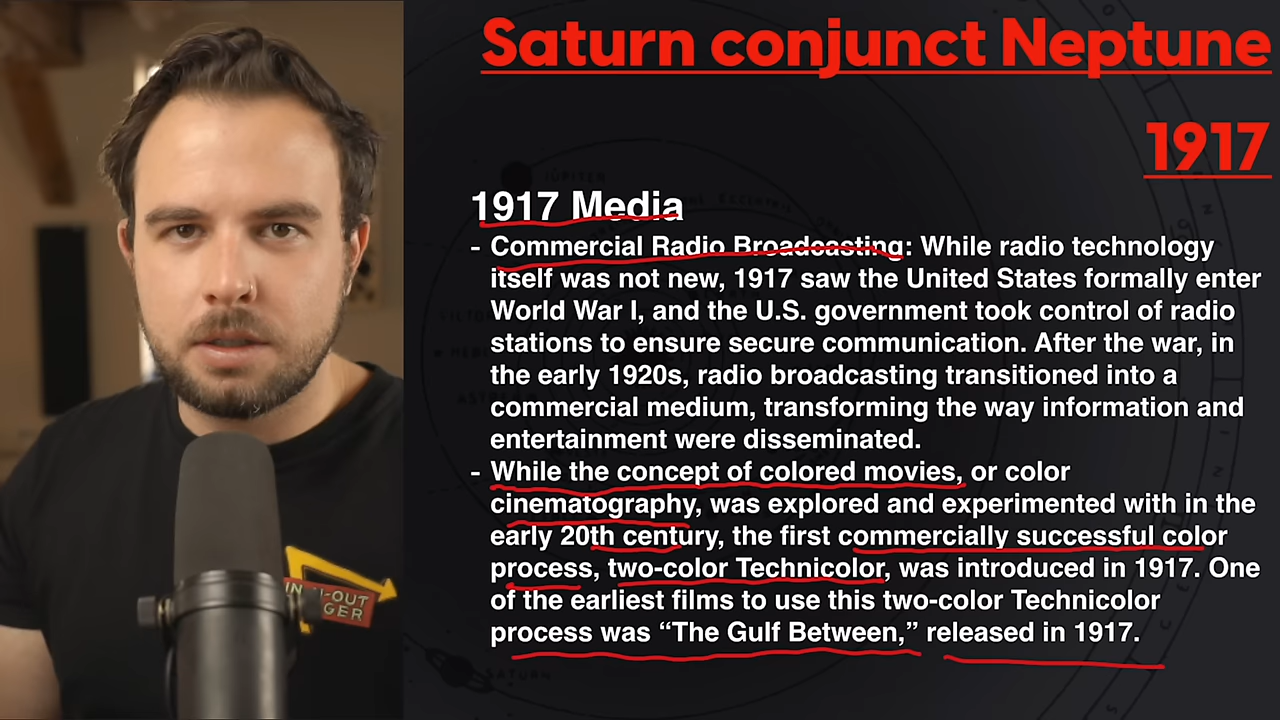 Saturn conjunct Neptune
1917
1917 Media
- Commercial Radio Broadcasting: While radio technology
itself was not new, 1917 saw the United States formally enter
World War I, and the U.S. government took control of radio
stations to ensure secure communication. After the war, in
the early 1920s, radio broadcasting transitioned into a
commercial medium, transforming the way information and
entertainment were disseminated.
- While the concept of colored movies, or color
cinematography, was explored and experimented with in the
early 20th century, the first commercially successful color
process, two-color Technicolor, was introduced in 1917. One
of the earliest films to use this two-color Technicolor
process was “The Gulf Between,” released in 1917.
JUPITER
SATURN
-OUT
GER